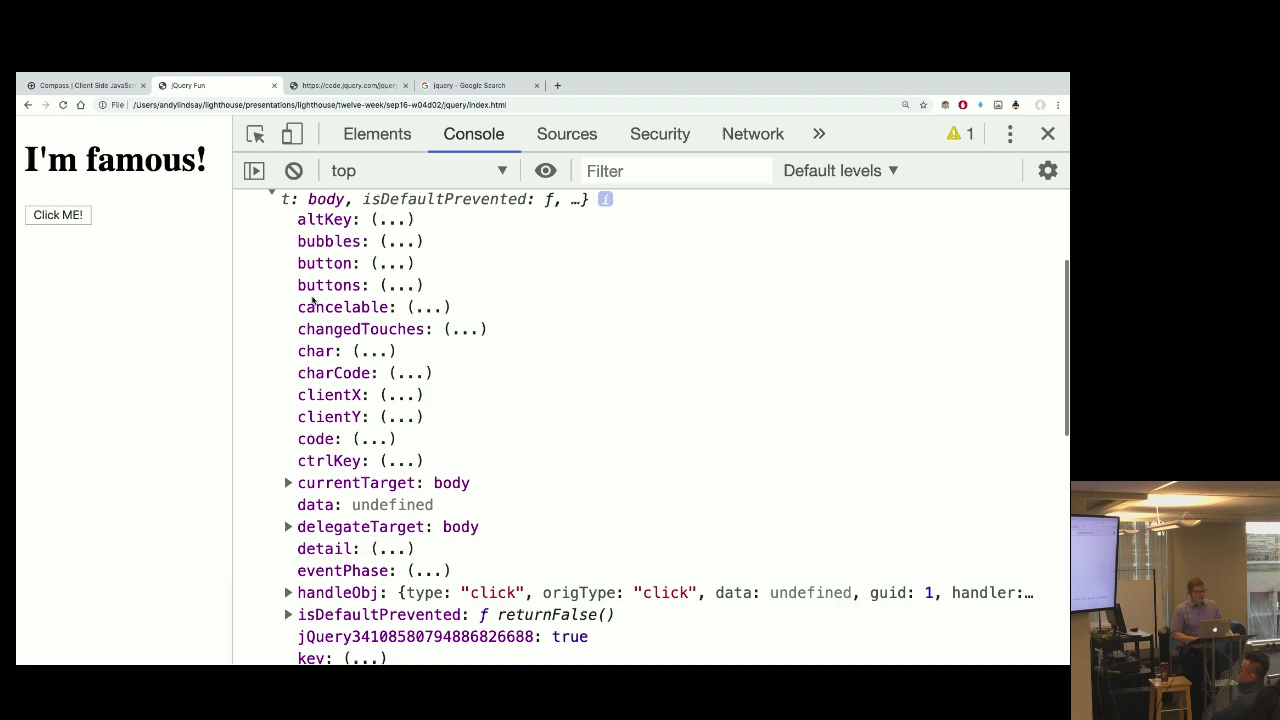 Compass | Client Side JavaScri
jQuery Fun
https://code.jquery.com/jquery
jquery - Google Search
File
/Users/andylindsay/lighthouse/presentations/lighthouse/twelve-week/sep16-w04d02/jquery/index.html
I'm famous!
Click ME!
Elements
Console
Sources
Security
Network
1
top
Filter
Default levels
t: body, isDefaultPrevented: ƒ, …}
altKey: (...)
bubbles: (...)
button: (...)
buttons: (...)
cancelable: (...)
changedTouches: (...)
char: (...)
charCode: (...)
clientX: (...)
clientY: (...)
code: (...)
ctrlKey: (...)
currentTarget: body
data: undefined
delegateTarget: body
detail: (...)
eventPhase: (...)
handleObj: {type: "click", origType: "click", data: undefined, guid: 1, handler:…
isDefaultPrevented: ƒ returnFalse()
jQuery34108580794886826688: true
key: (...)